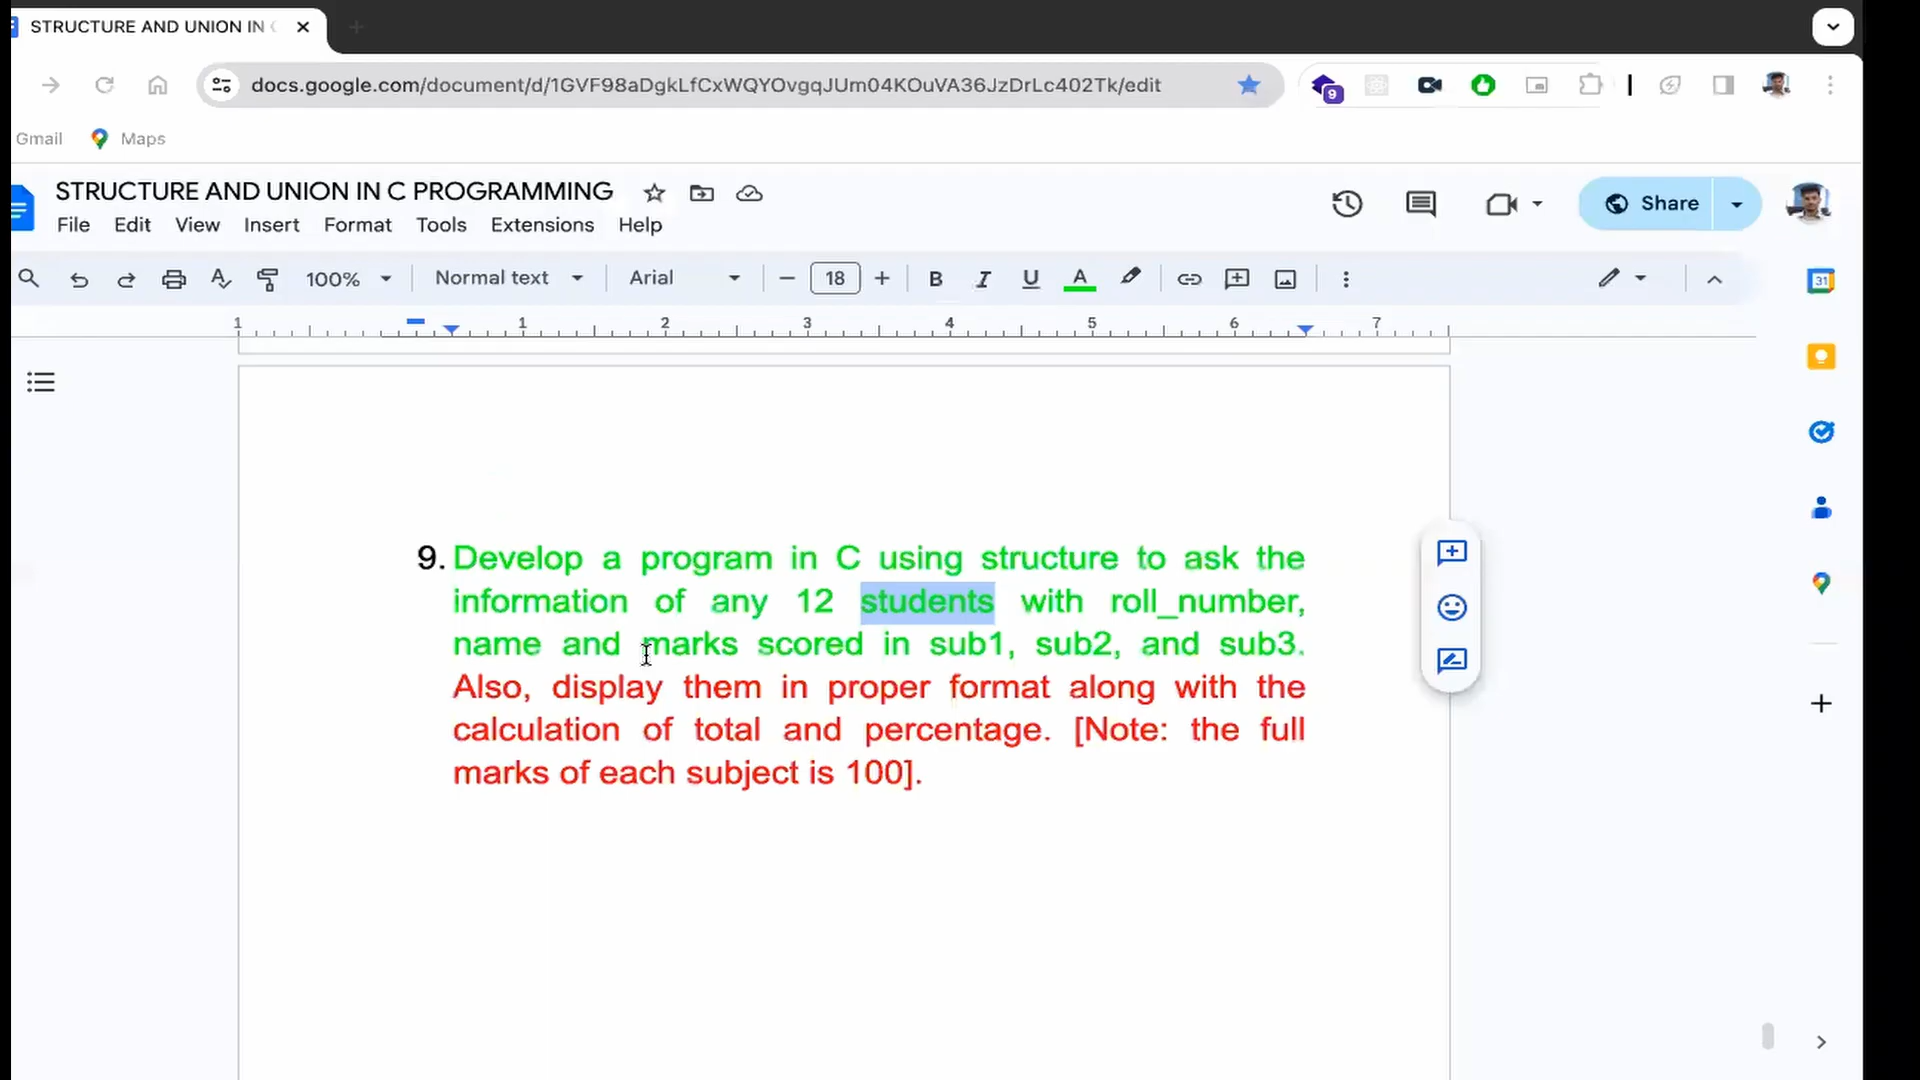 STRUCTURE AND UNION IN C
docs.google.com/document/d/1GVF98aDgkLfCxWQYOvgqJUm04KOuVA36JzDrLc402Tk/edit
9
Gmail Maps
STRUCTURE AND UNION IN C PROGRAMMING
File Edit View Insert Format Tools Extensions Help
Share
100% Normal text Arial 18 B I U A
31
1 1 2 3 4 5 6 7
9. Develop a program in C using structure to ask the
information of any 12 students with roll_number,
name and marks scored in sub1, sub2, and sub3.
Also, display them in proper format along with the
calculation of total and percentage. [Note: the full
marks of each subject is 100].